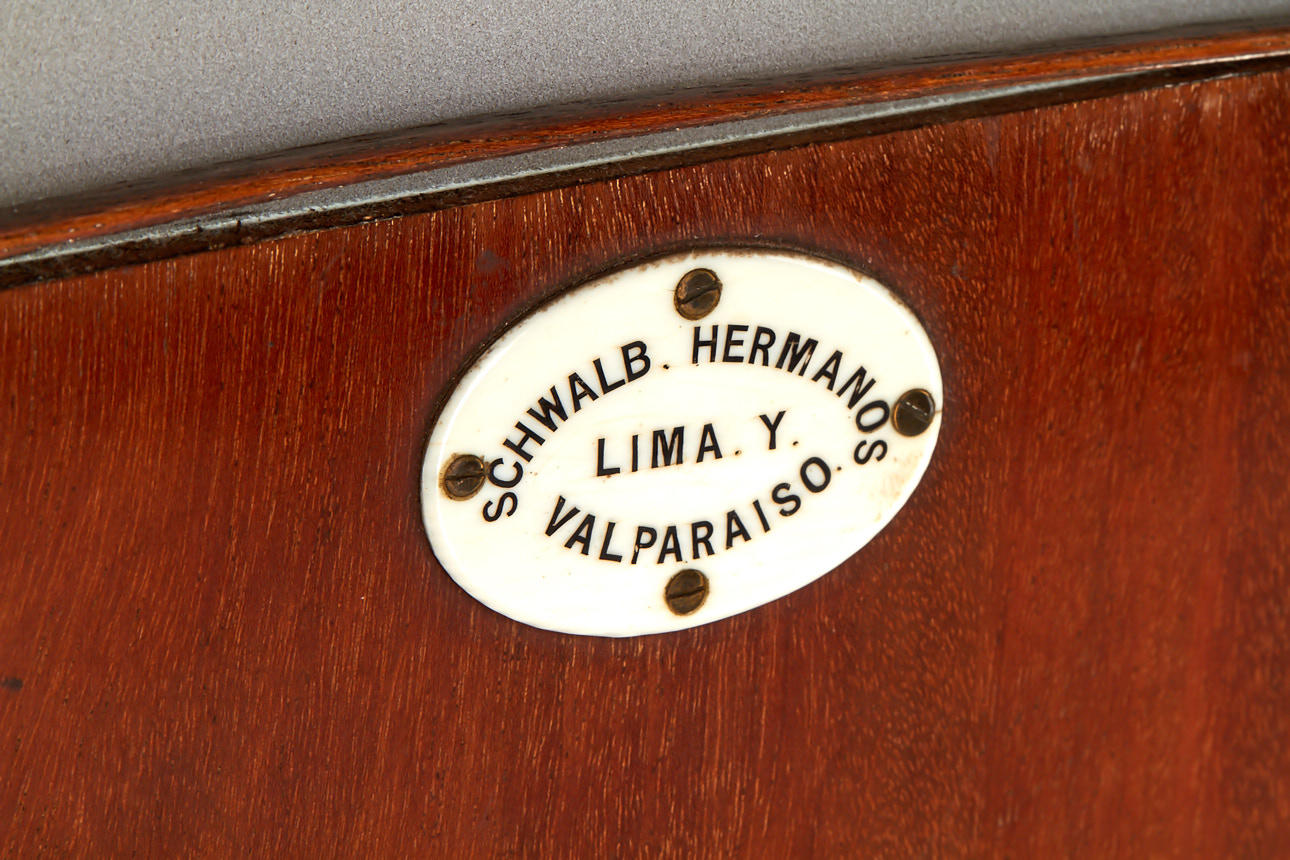 SCHWALB. HERMANOS
LIMA. Y.
VALPARAISO.